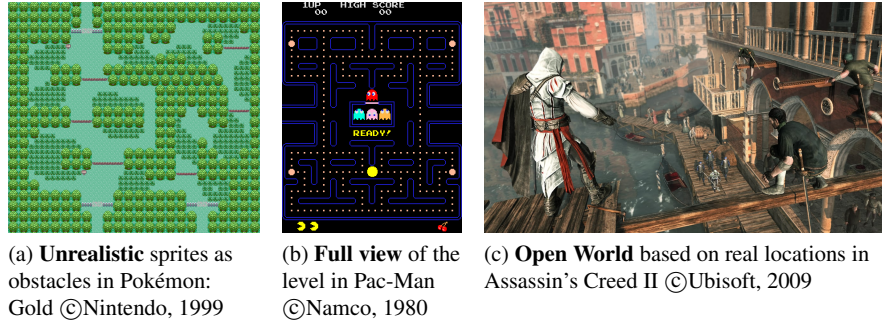 1UP HIGH SCORE
00 00
READY!
(a) Unrealistic sprites as
obstacles in Pokémon:
Gold ©Nintendo, 1999
(b) Full view of the
level in Pac-Man
©Namco, 1980
(c) Open World based on real locations in
Assassin's Creed II ©Ubisoft, 2009